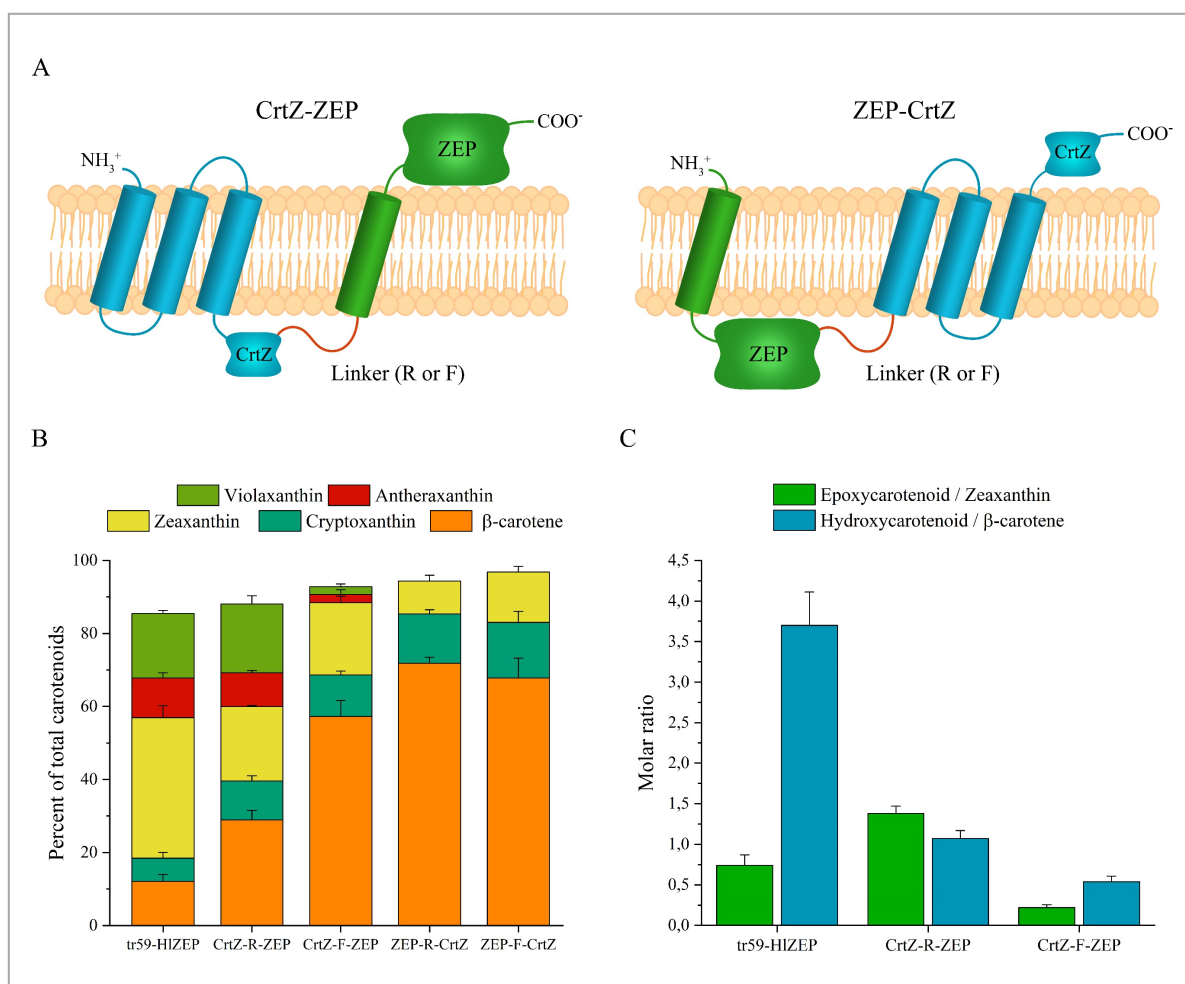 A
CrtZ-ZEP
NH₃⁺
ZEP
COO⁻
CrtZ
Linker (R or F)
ZEP-CrtZ
NH₃⁺
CrtZ
COO⁻
ZEP
Linker (R or F)
B
Violaxanthin
Antheraxanthin
Zeaxanthin
Cryptoxanthin
β-carotene
Percent of total carotenoids
100
80
60
40
20
0
tr59-HlZEP
CrtZ-R-ZEP
CrtZ-F-ZEP
ZEP-R-CrtZ
ZEP-F-CrtZ
C
Epoxycarotenoid / Zeaxanthin
Hydroxycarotenoid / β-carotene
Molar ratio
4,5
4,0
3,5
3,0
2,5
2,0
1,5
1,0
0,5
0,0
tr59-HlZEP
CrtZ-R-ZEP
CrtZ-F-ZEP